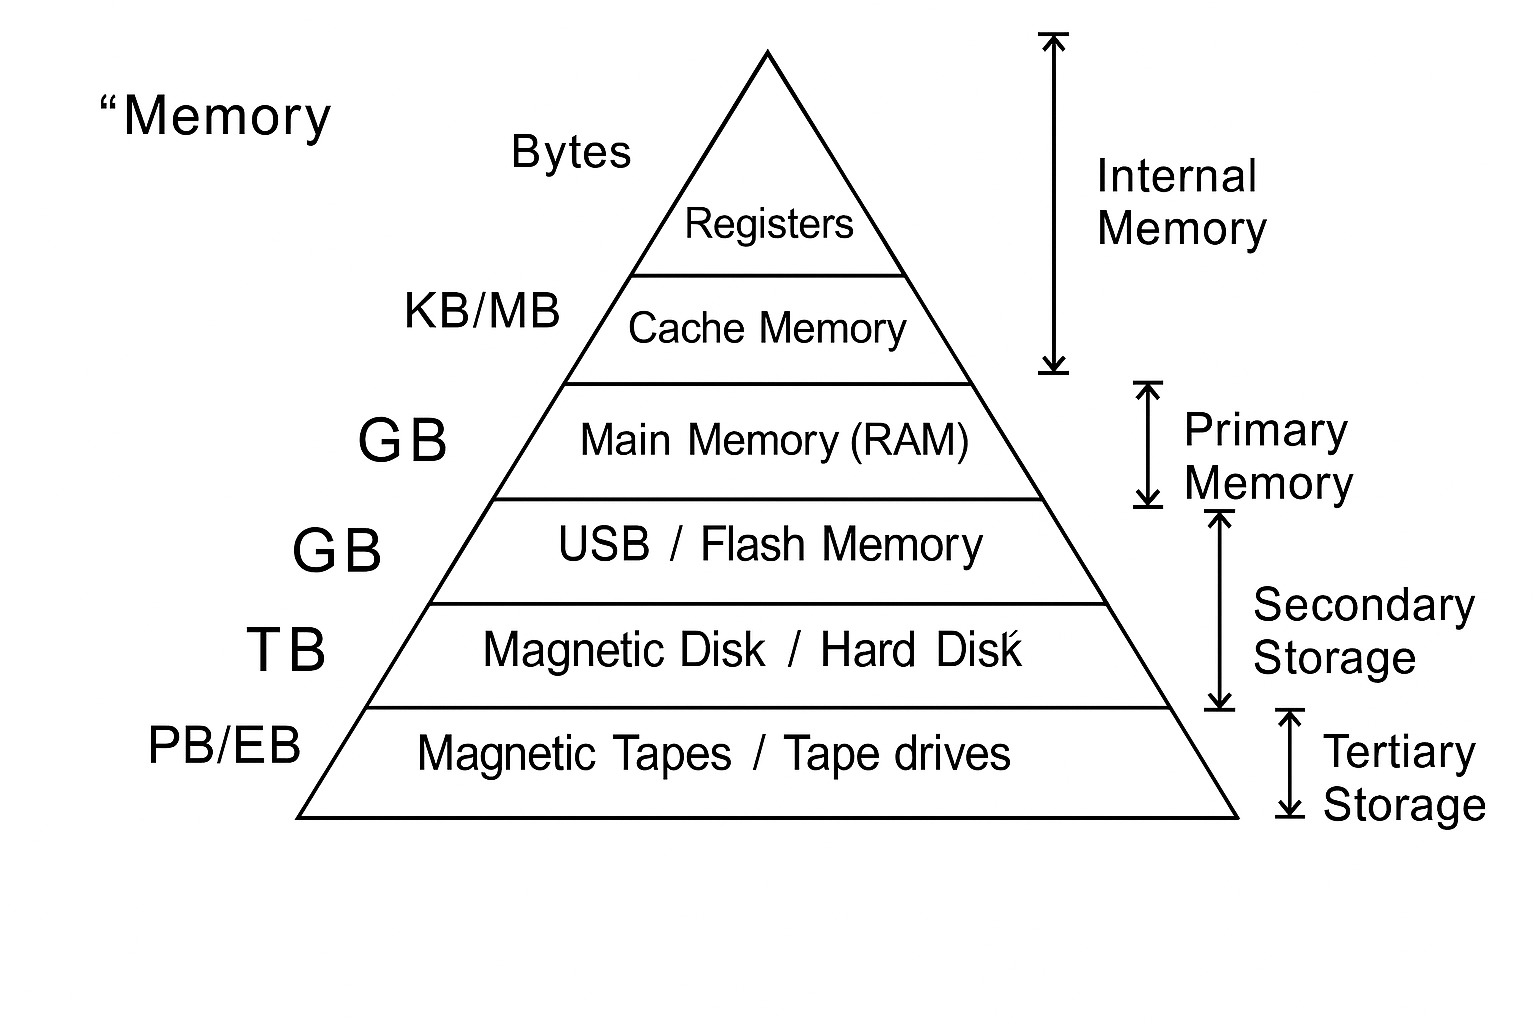 “Memory
Bytes
Registers
Internal
Memory
KB/MB
Cache Memory
GB
Main Memory (RAM)
Primary
Memory
GB
USB / Flash Memory
Secondary
Storage
TB
Magnetic Disk / Hard Disḱ
PB/EB
Magnetic Tapes / Tape drives
Tertiary
Storage